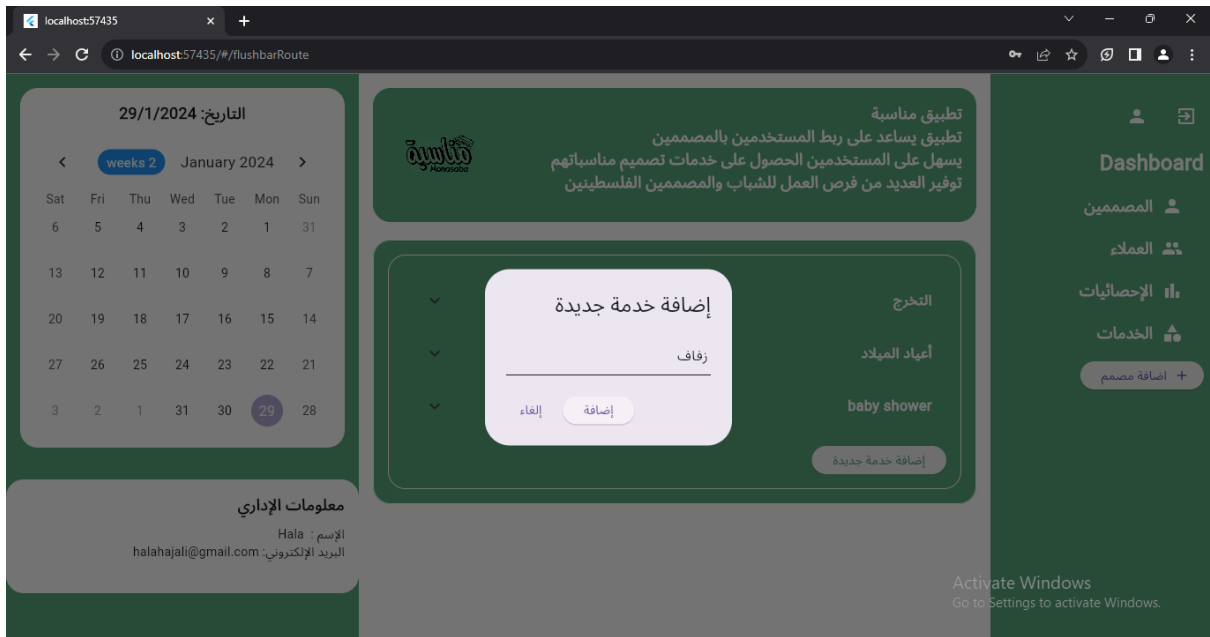 localhost:57435
localhost:57435/#/flushbarRoute
Dashboard
المصممين
العملاء
الإحصائيات
الخدمات
اضافة مصمم +
تطبيق مناسبة
تطبيق يساعد على ربط المستخدمين بالمصممين
يسهل على المستخدمين الحصول على خدمات تصميم مناسباتهم
توفير العديد من فرص العمل للشباب والمصممين الفلسطينين
مناسبة
Monasaba
إضافة خدمة جديدة
زفاف
إضافة
إلغاء
التخرج
أعياد الميلاد
baby shower
إضافة خدمة جديدة
التاريخ: 29/1/2024
January 2024
weeks 2
Sat Fri Thu Wed Tue Mon Sun
6 5 4 3 2 1 31
13 12 11 10 9 8 7
20 19 18 17 16 15 14
27 26 25 24 23 22 21
3 2 1 31 30 29 28
معلومات الإداري
الإسم : Hala
البريد الإلكتروني: halahajali@gmail.com
Activate Windows
Go to Settings to activate Windows.